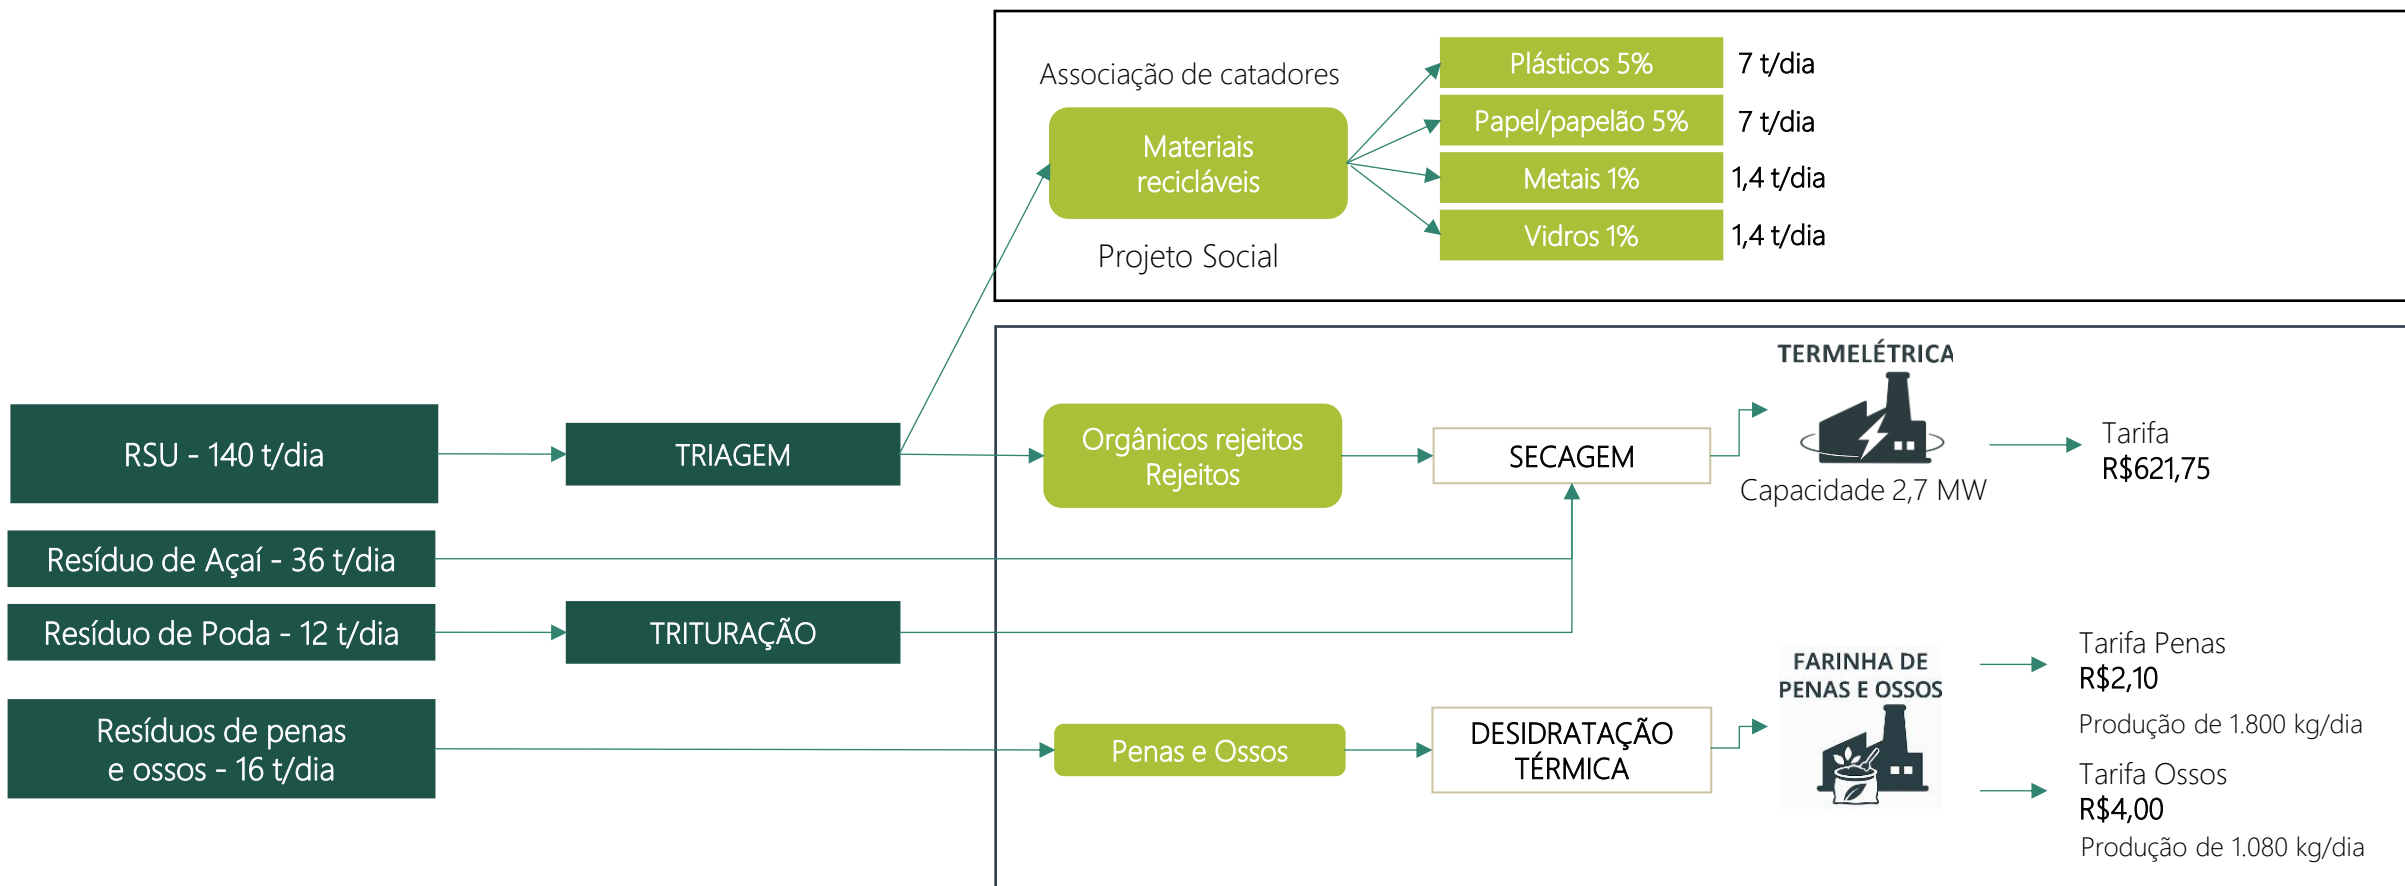 Associação de catadores
Materiais
recicláveis
Projeto Social
Plásticos 5%
7 t/dia
Papel/papelão 5%
7 t/dia
Metais 1%
1,4 t/dia
Vidros 1%
1,4 t/dia
RSU - 140 t/dia
TRIAGEM
Orgânicos rejeitos
Rejeitos
SECAGEM
TERMELÉTRICA
Capacidade 2,7 MW
Tarifa
R$621,75
Resíduo de Açaí - 36 t/dia
Resíduo de Poda - 12 t/dia
TRITURAÇÃO
Resíduos de penas
e ossos - 16 t/dia
Penas e Ossos
DESIDRATAÇÃO
TÉRMICA
FARINHA DE
PENAS E OSSOS
Tarifa Penas
R$2,10
Produção de 1.800 kg/dia
Tarifa Ossos
R$4,00
Produção de 1.080 kg/dia